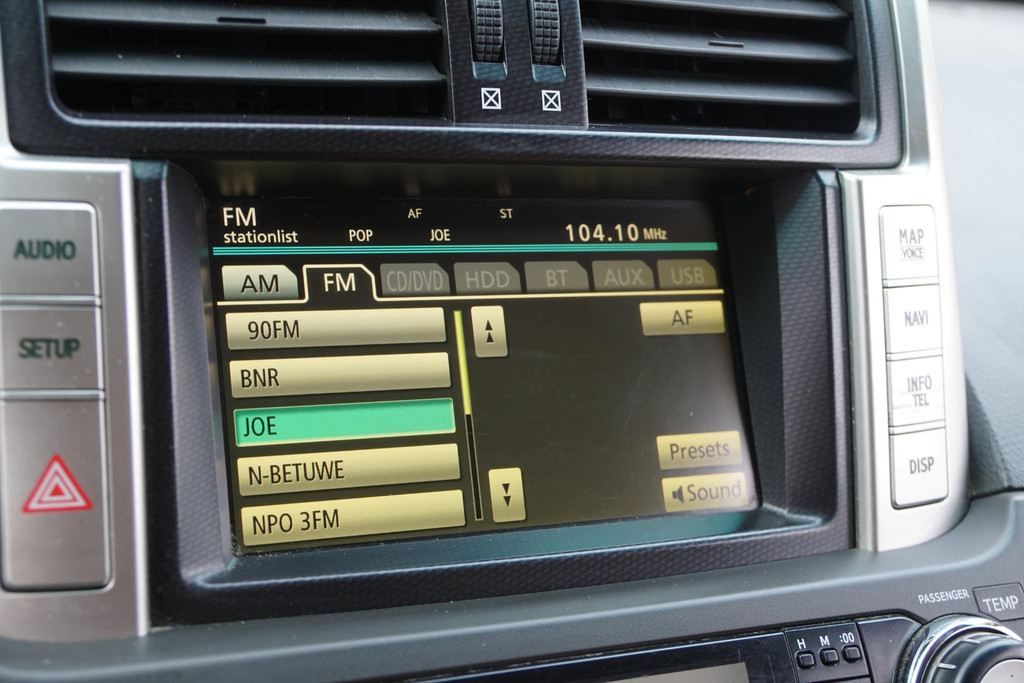 FM AF ST
stationlist POP JOE 104.10 MHz
AM FM CD/DVD HDD BT AUX USB
90FM
BNR
JOE
N-BETUWE
NPO 3FM
AF
Presets
Sound
AUDIO
SETUP
MAP
VOICE
NAVI
INFO
TEL
DISP
PASSENGER
TEMP
H M :00